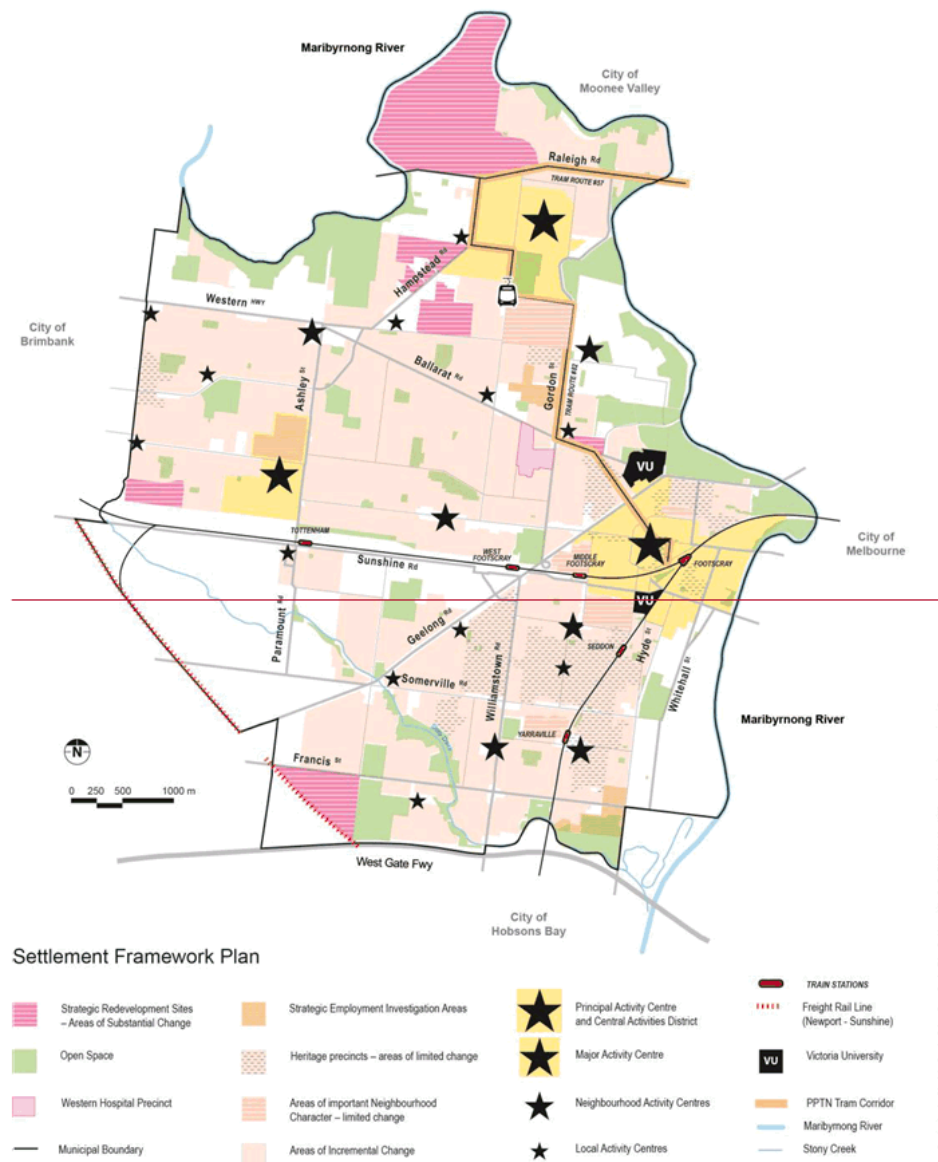 Maribyrnong River
City of
Moonee Valley
Raleigh Rd
TRAM ROUTE #57
Hampstead Rd
Western HWY
City of
Brimbank
Ballarat Rd
Ashley St
Gordon St
TRAM ROUTE #82
VU
TOTTENHAM
WEST
FOOTSCRAY
MIDDLE
FOOTSCRAY
FOOTSCRAY
City of
Melbourne
Sunshine Rd
VU
Paramount Rd
Geelong Rd
SEDDON
Hyde St
Whitehall St
Somerville Rd
Williamstown Rd
Maribyrnong River
YARRAVILLE
N
Francis St
0 250 500 1000 m
West Gate Fwy
City of
Hobsons Bay
Settlement Framework Plan
Strategic Redevelopment Sites
– Areas of Substantial Change
Open Space
Western Hospital Precinct
Municipal Boundary
Strategic Employment Investigation Areas
Heritage precincts – areas of limited change
Areas of important Neighbourhood
Character – limited change
Areas of Incremental Change
Principal Activity Centre
and Central Activities District
Major Activity Centre
Neighbourhood Activity Centres
Local Activity Centres
TRAIN STATIONS
Freight Rail Line
(Newport - Sunshine)
VU Victoria University
PPTN Tram Corridor
Maribyrnong River
Stony Creek